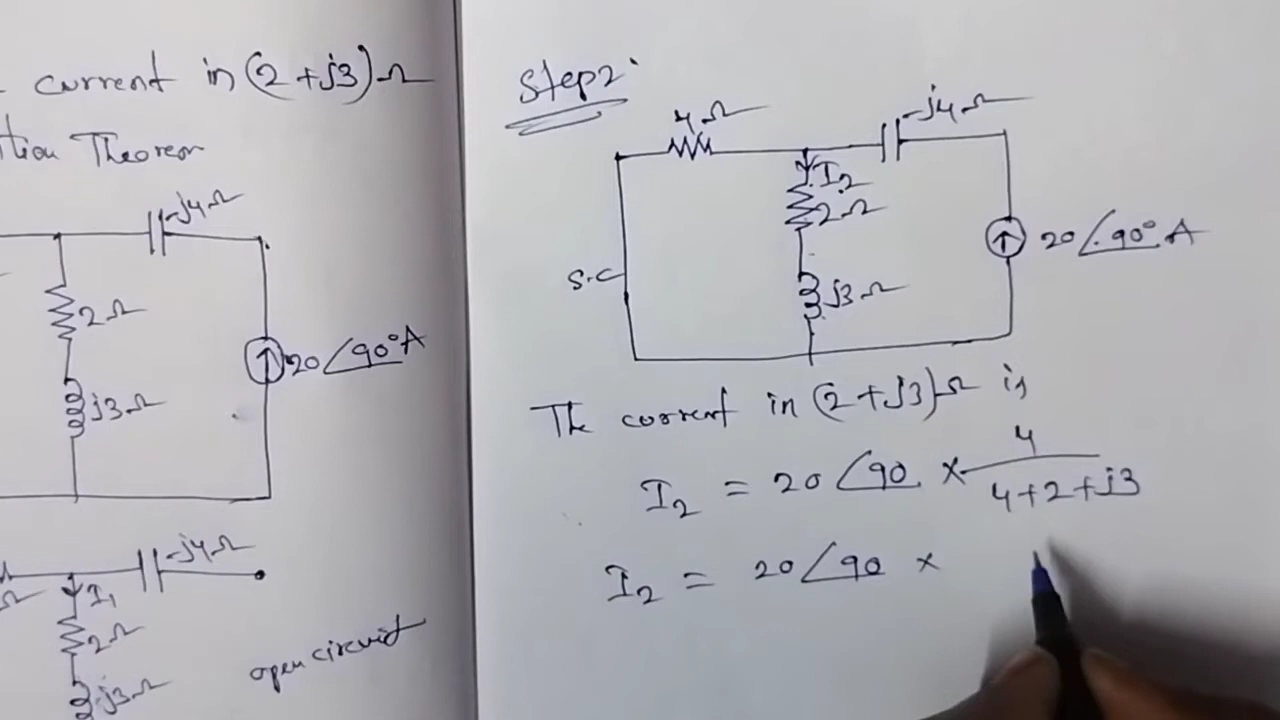 current in (2+j3)Ω
tion Theorem
-j4Ω
2Ω
j3Ω
20∠90°A
-j4Ω
I₁
2Ω
j3Ω
open circuit
Step2:
4Ω
-j4Ω
I₂
2Ω
S.C
j3Ω
20∠90° A
The current in (2+j3)Ω is
I₂ = 20∠90 × 4/(4+2+j3)
I₂ = 20∠90 ×